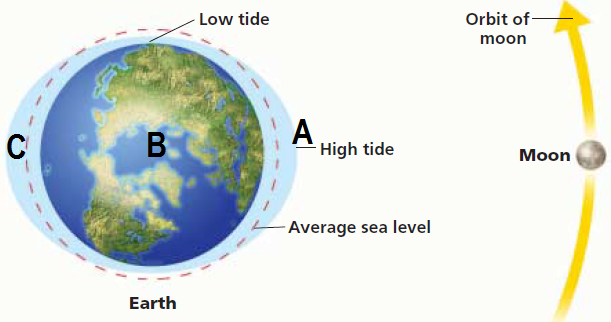 Low tide
Orbit of
moon
A
C
B
High tide
Moon
Average sea level
Earth